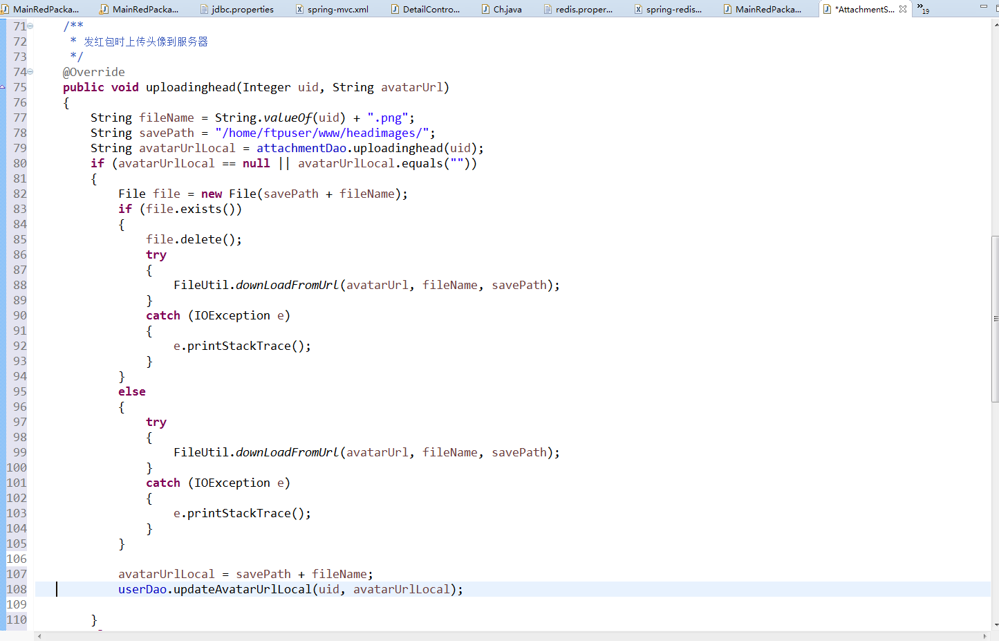 MainRedPacka... MainRedPacka... jdbc.properties spring-mvc.xml DetailContro... Ch.java redis.proper... spring-redis... MainRedPacka... *AttachmentS... »19
71 /**
72 * 发红包时上传头像到服务器
73 */
74 @Override
75 public void uploadinghead(Integer uid, String avatarUrl)
76 {
77 String fileName = String.valueOf(uid) + ".png";
78 String savePath = "/home/ftpuser/www/headimages/";
79 String avatarUrlLocal = attachmentDao.uploadinghead(uid);
80 if (avatarUrlLocal == null || avatarUrlLocal.equals(""))
81 {
82 File file = new File(savePath + fileName);
83 if (file.exists())
84 {
85 file.delete();
86 try
87 {
88 FileUtil.downLoadFromUrl(avatarUrl, fileName, savePath);
89 }
90 catch (IOException e)
91 {
92 e.printStackTrace();
93 }
94 }
95 else
96 {
97 try
98 {
99 FileUtil.downLoadFromUrl(avatarUrl, fileName, savePath);
100 }
101 catch (IOException e)
102 {
103 e.printStackTrace();
104 }
105 }
106
107 avatarUrlLocal = savePath + fileName;
108 userDao.updateAvatarUrlLocal(uid, avatarUrlLocal);
109
110 }